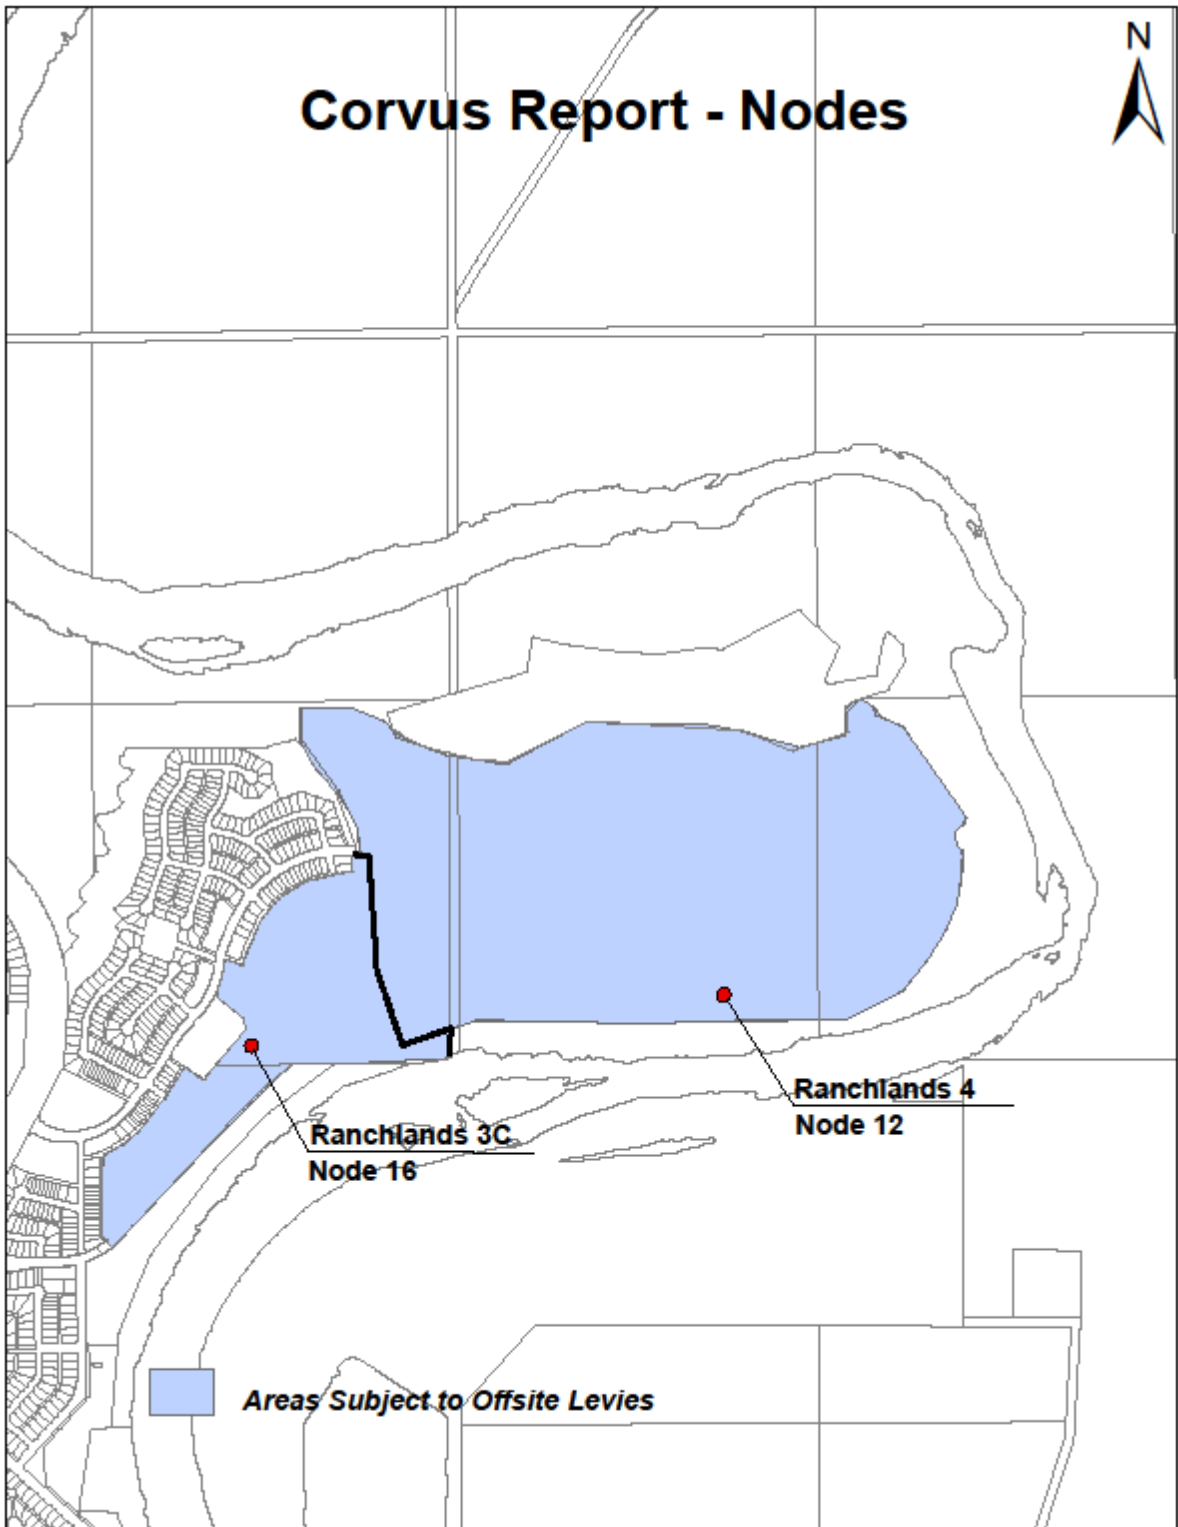 N
Corvus Report - Nodes
Ranchlands 4
Node 12
Ranchlands 3C
Node 16
Areas Subject to Offsite Levies